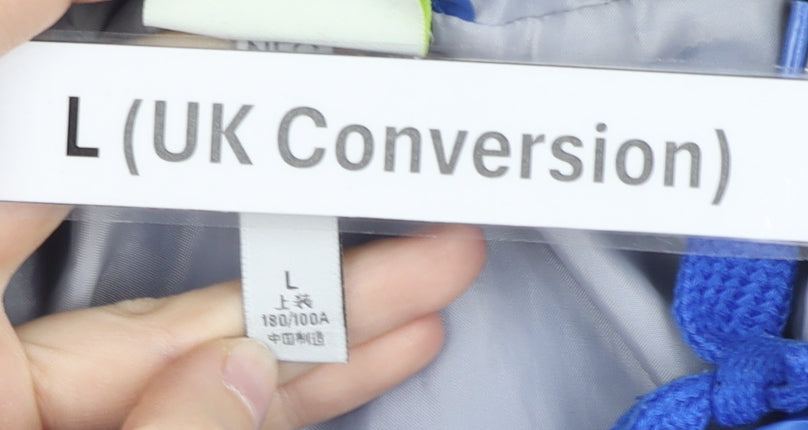 L (UK Conversion)
L
上装
180/100A
中国制造